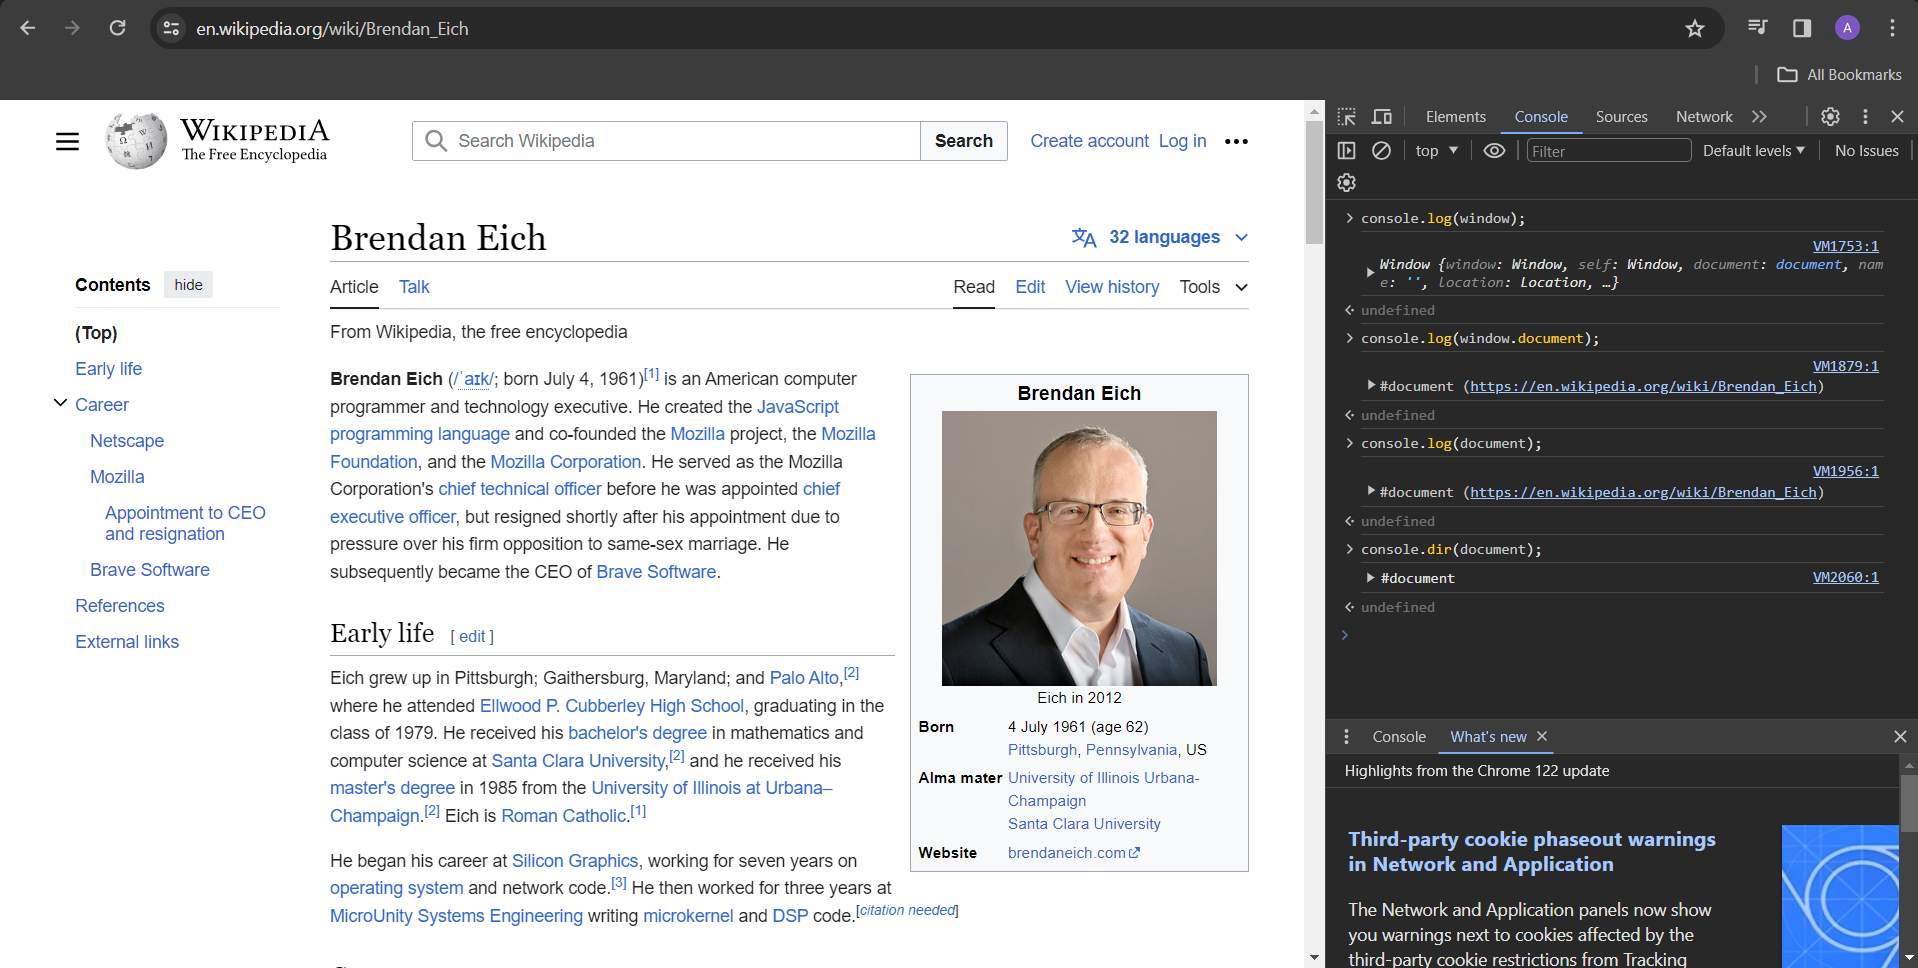 en.wikipedia.org/wiki/Brendan_Eich
A
All Bookmarks
WIKIPEDIA
The Free Encyclopedia
Search Wikipedia
Search
Create account Log in
Contents hide
(Top)
Early life
Career
Netscape
Mozilla
Appointment to CEO
and resignation
Brave Software
References
External links
Brendan Eich
32 languages
Article Talk
Read Edit View history Tools
From Wikipedia, the free encyclopedia
Brendan Eich (/ˈaɪk/; born July 4, 1961)[1] is an American computer
programmer and technology executive. He created the JavaScript
programming language and co-founded the Mozilla project, the Mozilla
Foundation, and the Mozilla Corporation. He served as the Mozilla
Corporation's chief technical officer before he was appointed chief
executive officer, but resigned shortly after his appointment due to
pressure over his firm opposition to same-sex marriage. He
subsequently became the CEO of Brave Software.
Early life [ edit ]
Eich grew up in Pittsburgh; Gaithersburg, Maryland; and Palo Alto,[2]
where he attended Ellwood P. Cubberley High School, graduating in the
class of 1979. He received his bachelor's degree in mathematics and
computer science at Santa Clara University,[2] and he received his
master's degree in 1985 from the University of Illinois at Urbana–
Champaign.[2] Eich is Roman Catholic.[1]
He began his career at Silicon Graphics, working for seven years on
operating system and network code.[3] He then worked for three years at
MicroUnity Systems Engineering writing microkernel and DSP code.[citation needed]
Brendan Eich
Eich in 2012
Born 4 July 1961 (age 62)
Pittsburgh, Pennsylvania, US
Alma mater University of Illinois Urbana-
Champaign
Santa Clara University
Website brendaneich.com
Elements Console Sources Network
top Filter Default levels No Issues
console.log(window);
VM1753:1
Window {window: Window, self: Window, document: document, nam
e: '', location: Location, …}
undefined
console.log(window.document);
VM1879:1
#document (https://en.wikipedia.org/wiki/Brendan_Eich)
undefined
console.log(document);
VM1956:1
#document (https://en.wikipedia.org/wiki/Brendan_Eich)
undefined
console.dir(document);
#document VM2060:1
undefined
Console What's new
Highlights from the Chrome 122 update
Third-party cookie phaseout warnings
in Network and Application
The Network and Application panels now show
you warnings next to cookies affected by the
third-party cookie restrictions from Tracking